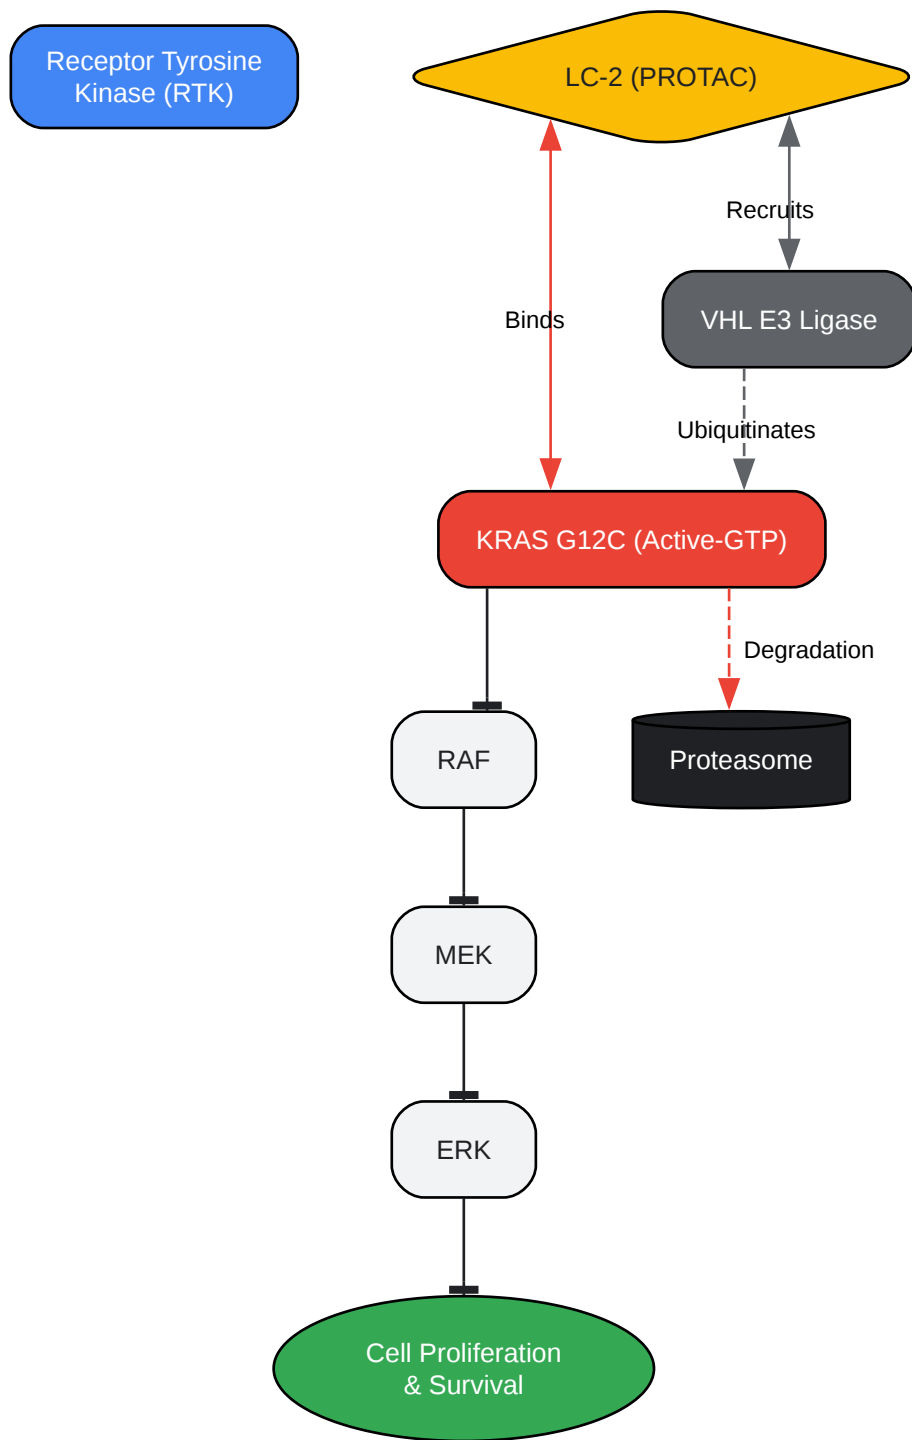 Receptor Tyrosine
Kinase (RTK)
LC-2 (PROTAC)
Recruits
Binds
VHL E3 Ligase
Ubiquitinates
KRAS G12C (Active-GTP)
Degradation
RAF
Proteasome
MEK
ERK
Cell Proliferation
& Survival